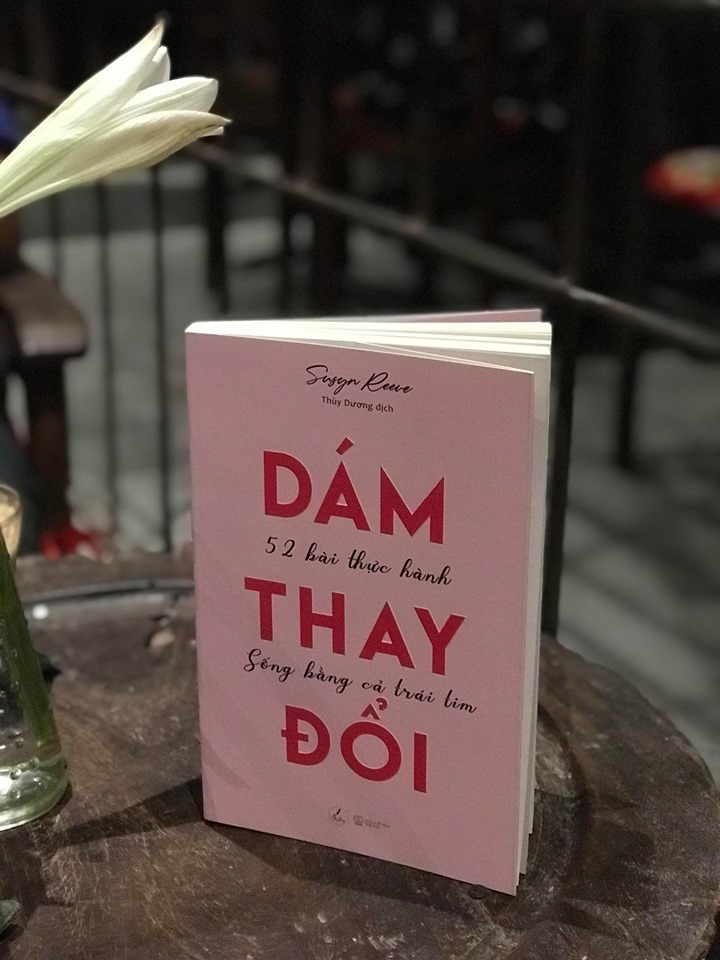 Susyn Reeve
Thùy Dương dịch
DÁM
52 bài thực hành
THAY
Sống bằng cả trái tim
ĐỔI